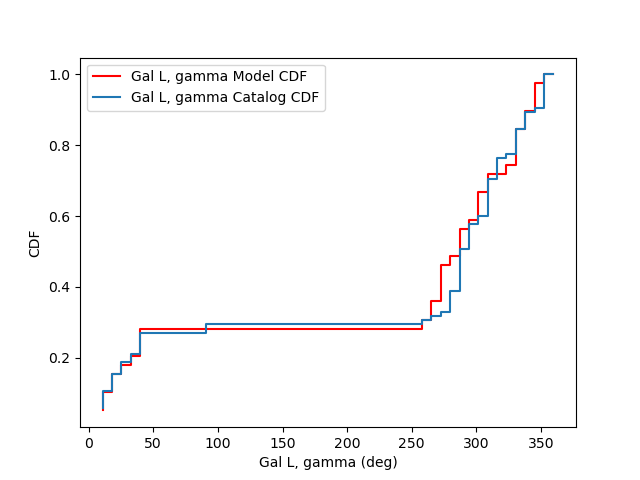 Gal L, gamma Model CDF
Gal L, gamma Catalog CDF
1.0
0.8
0.6
0.4
0.2
CDF
0 50 100 150 200 250 300 350
Gal L, gamma (deg)